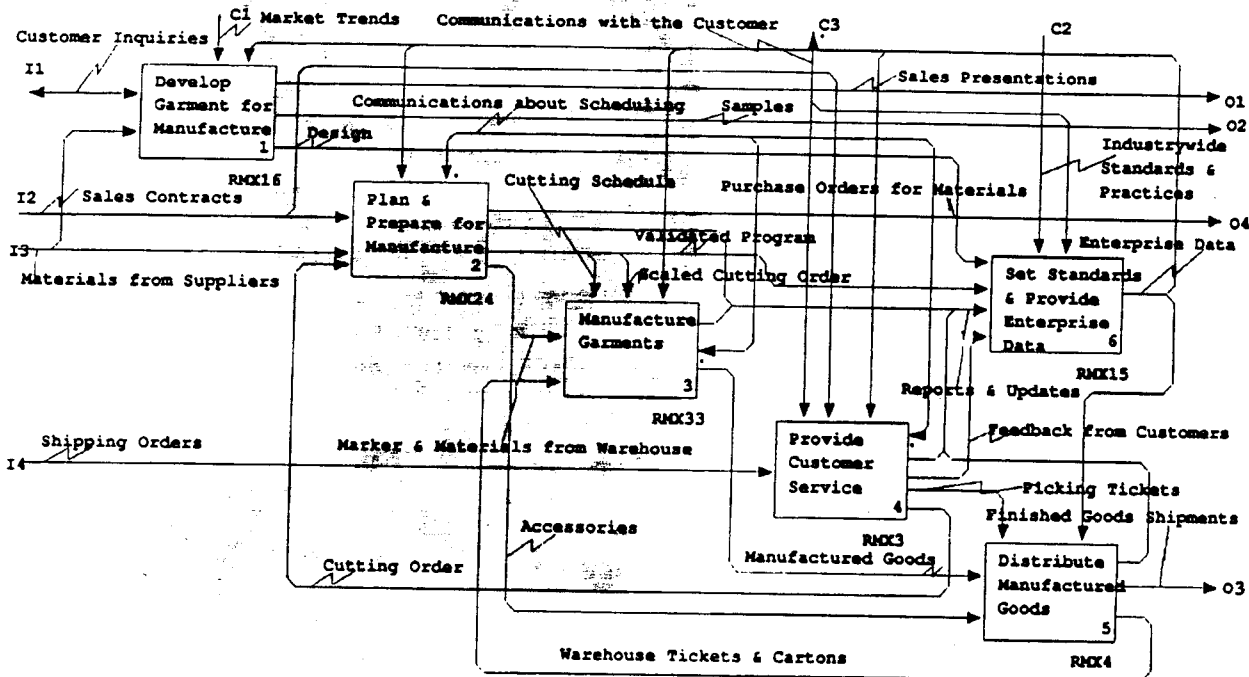 C1 Market Trends
Communications with the Customer
C3
C2
Customer Inquiries
I1
Develop
Garment for
Manufacture
1
RMX16
Sales Presentations
O1
Communications about Scheduling
Samples
O2
Design
Industrywide
Standards &
Practices
I2
Sales Contracts
Plan &
Prepare for
Manufacture
2
RMX24
Cutting Schedule
Purchase Orders for Materials
O4
I3
Materials from Suppliers
Validated Program
Enterprise Data
Scaled Cutting Order
Set Standards
& Provide
Enterprise
Data
6
RMX15
Manufacture
Garments
3
RMX33
Reports & Updates
I4
Shipping Orders
Marker & Materials from Warehouse
Provide
Customer
Service
4
RMX3
Feedback from Customers
Picking Tickets
Finished Goods Shipments
Accessories
Manufactured Goods
Cutting Order
Distribute
Manufactured
Goods
5
RMX4
O3
Warehouse Tickets & Cartons